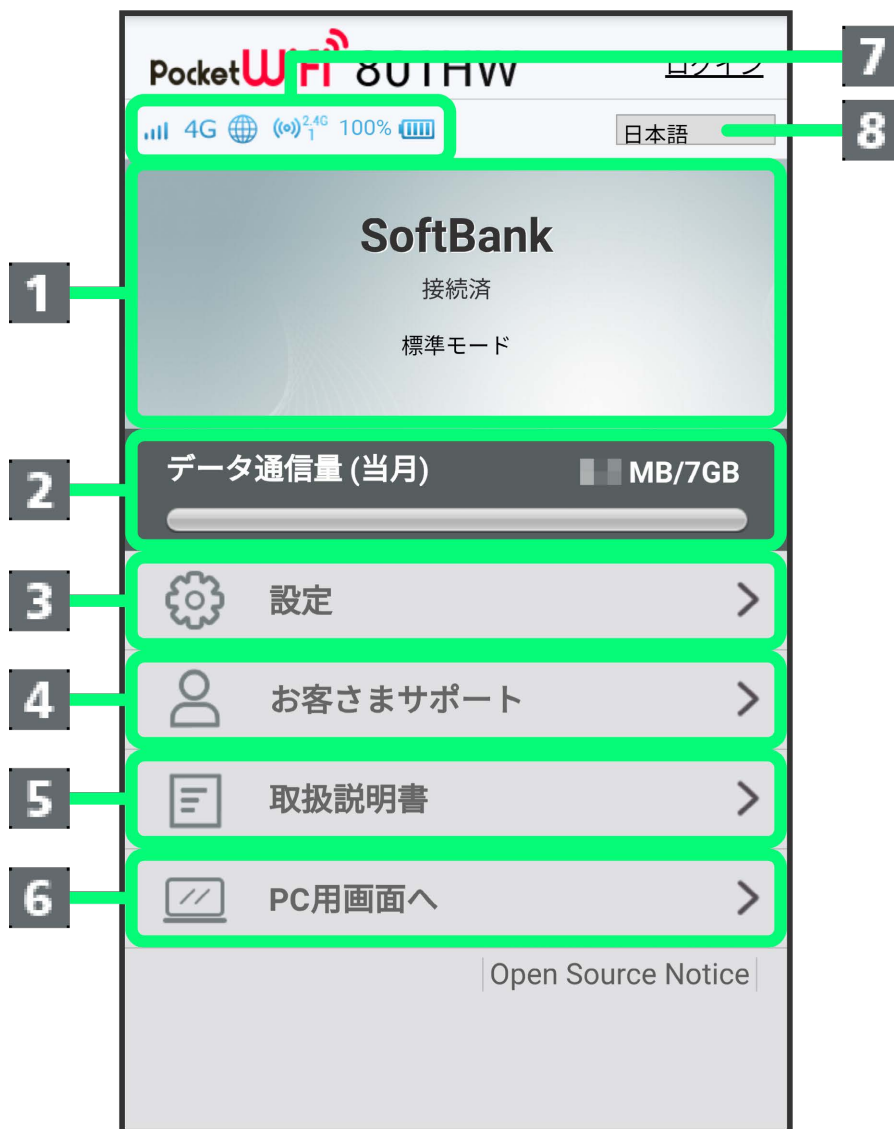 Pocket WiFi 801HW
ログイン
7
4G 2.4G 1 100%
日本語
8
SoftBank
1
接続済
標準モード
データ通信量 (当月) MB/7GB
2
3
設定
4
お客さまサポート
5
取扱説明書
6
PC用画面へ
Open Source Notice